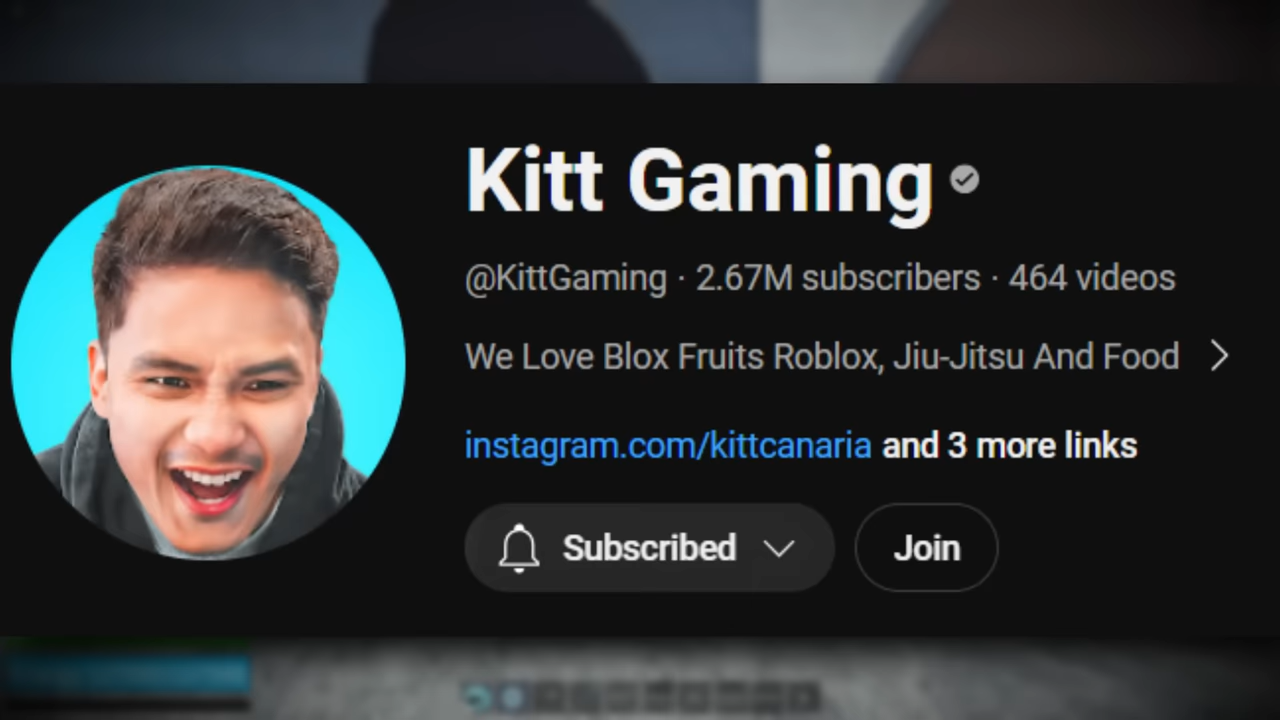 Kitt Gaming
@KittGaming · 2.67M subscribers · 464 videos
We Love Blox Fruits Roblox, Jiu-Jitsu And Food
instagram.com/kittcanaria and 3 more links
Subscribed
Join